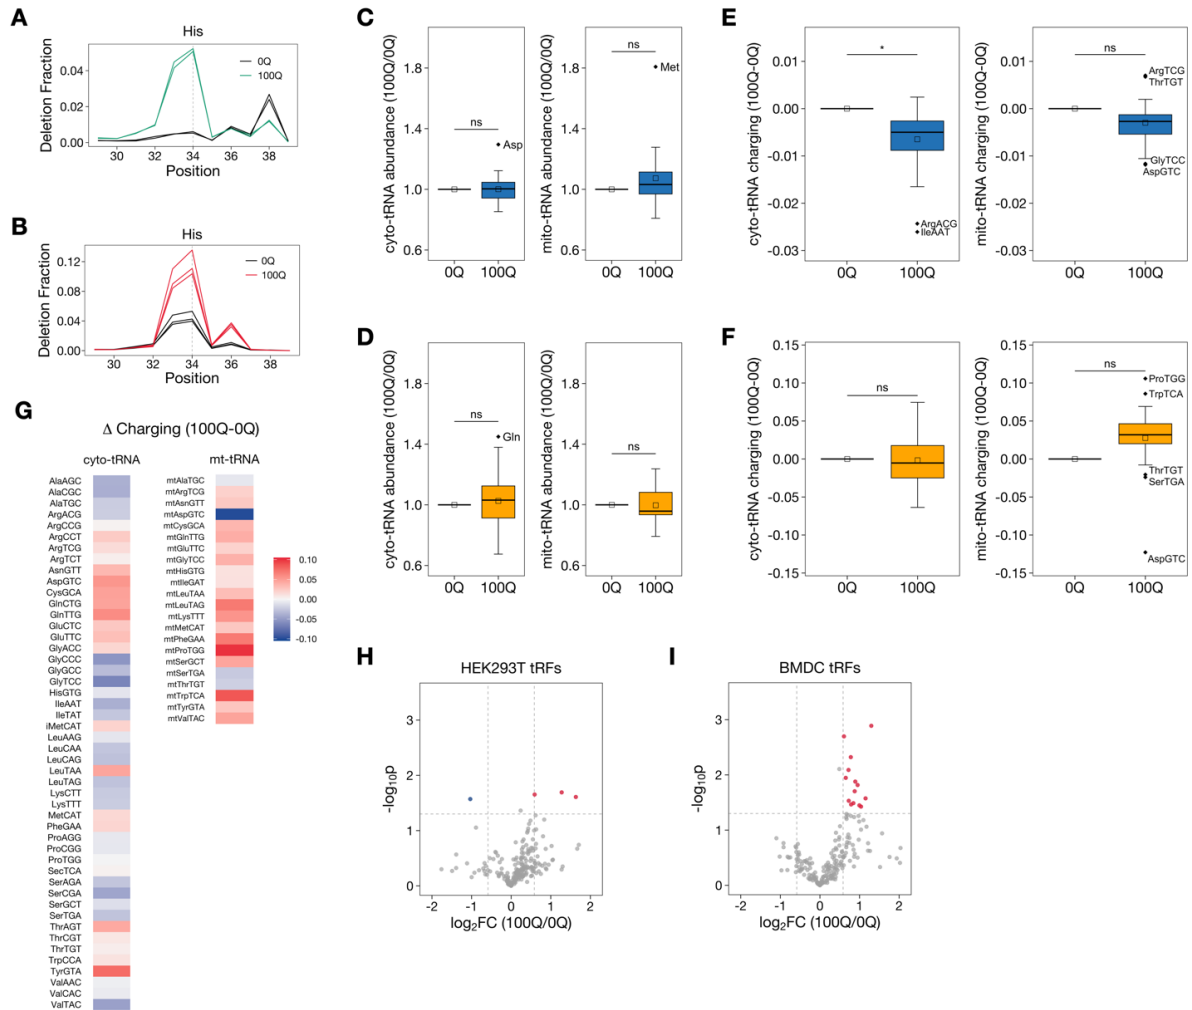 A
His
Deletion Fraction
0.04
0.02
0.00
0Q
100Q
30 32 34 36 38
Position
B
His
Deletion Fraction
0.12
0.08
0.04
0.00
0Q
100Q
30 32 34 36 38
Position
C
cyto-tRNA abundance (100Q/0Q)
1.8
1.4
1.0
0.6
ns
Asp
0Q 100Q
mito-tRNA abundance (100Q/0Q)
1.8
1.4
1.0
0.6
ns
Met
0Q 100Q
D
cyto-tRNA abundance (100Q/0Q)
1.8
1.4
1.0
0.6
ns
Gln
0Q 100Q
mito-tRNA abundance (100Q/0Q)
1.8
1.4
1.0
0.6
ns
0Q 100Q
E
cyto-tRNA charging (100Q-0Q)
0.01
0.00
-0.01
-0.02
-0.03
*
ArgACG
IleAAT
0Q 100Q
mito-tRNA charging (100Q-0Q)
0.01
0.00
-0.01
-0.02
-0.03
ns
ArgTCG
ThrTGT
GlyTCC
AspGTC
0Q 100Q
F
cyto-tRNA charging (100Q-0Q)
0.15
0.10
0.05
0.00
-0.05
-0.10
-0.15
ns
0Q 100Q
mito-tRNA charging (100Q-0Q)
0.15
0.10
0.05
0.00
-0.05
-0.10
-0.15
ns
ProTGG
TrpTCA
ThrTGT
SerTGA
AspGTC
0Q 100Q
G
Δ Charging (100Q-0Q)
cyto-tRNA
AlaAGC
AlaCGC
AlaTGC
ArgACG
ArgCCG
ArgCCT
ArgTCG
ArgTCT
AsnGTT
AspGTC
CysGCA
GlnCTG
GlnTTG
GluCTC
GluTTC
GlyACC
GlyCCC
GlyGCC
GlyTCC
HisGTG
IleAAT
IleTAT
iMetCAT
LeuAAG
LeuCAA
LeuCAG
LeuTAA
LeuTAG
LysCTT
LysTTT
MetCAT
PheGAA
ProAGG
ProCGG
ProTGG
SecTCA
SerAGA
SerCGA
SerGCT
SerTGA
ThrAGT
ThrCGT
ThrTGT
TrpCCA
TyrGTA
ValAAC
ValCAC
ValTAC
mt-tRNA
mtAlaTGC
mtArgTCG
mtAsnGTT
mtAspGTC
mtCysGCA
mtGlnTTG
mtGluTTC
mtGlyTCC
mtHisGTG
mtIleGAT
mtLeuTAA
mtLeuTAG
mtLysTTT
mtMetCAT
mtPheGAA
mtProTGG
mtSerGCT
mtSerTGA
mtThrTGT
mtTrpTCA
mtTyrGTA
mtValTAC
0.10
0.05
0.00
-0.05
-0.10
H
HEK293T tRFs
-log10p
3
2
1
0
-2 -1 0 1 2
log2FC (100Q/0Q)
I
BMDC tRFs
-log10p
3
2
1
0
-2 -1 0 1 2
log2FC (100Q/0Q)